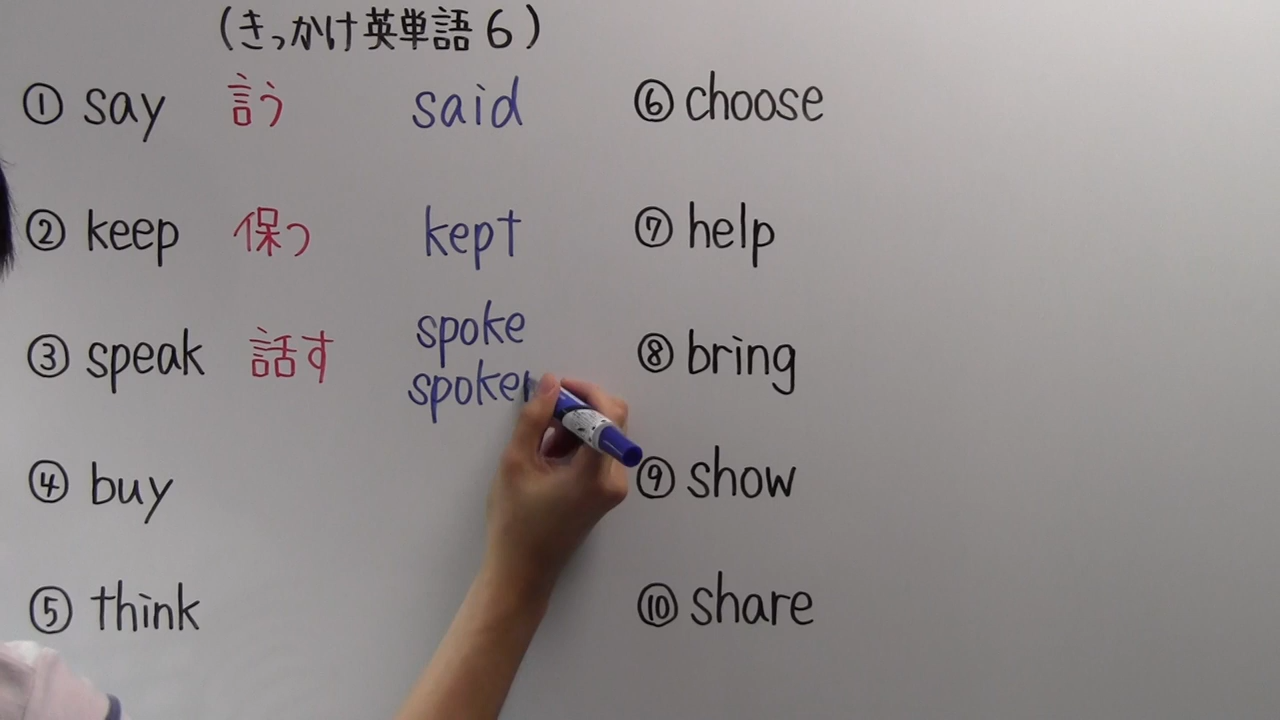 (きっかけ英単語6)
① say 言う said
② keep 保つ kept
③ speak 話す spoke
spoken
④ buy
⑤ think
⑥ choose
⑦ help
⑧ bring
⑨ show
⑩ share